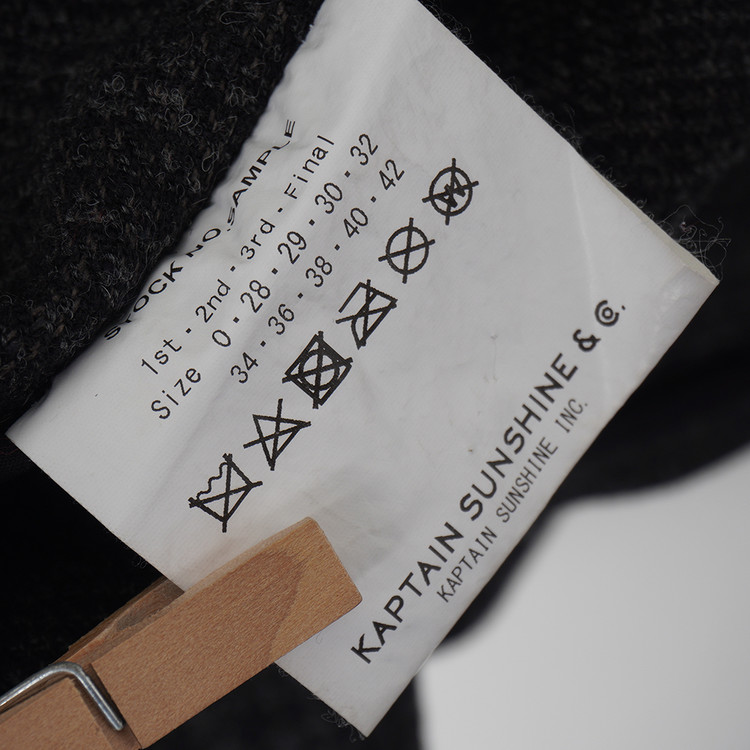 STOCK NO.SAMPLE
1st・2nd・3rd・Final
Size 0・28・29・30・32
34・36・38・40・42
W
KAPTAIN SUNSHINE & Co.
KAPTAIN SUNSHINE INC.